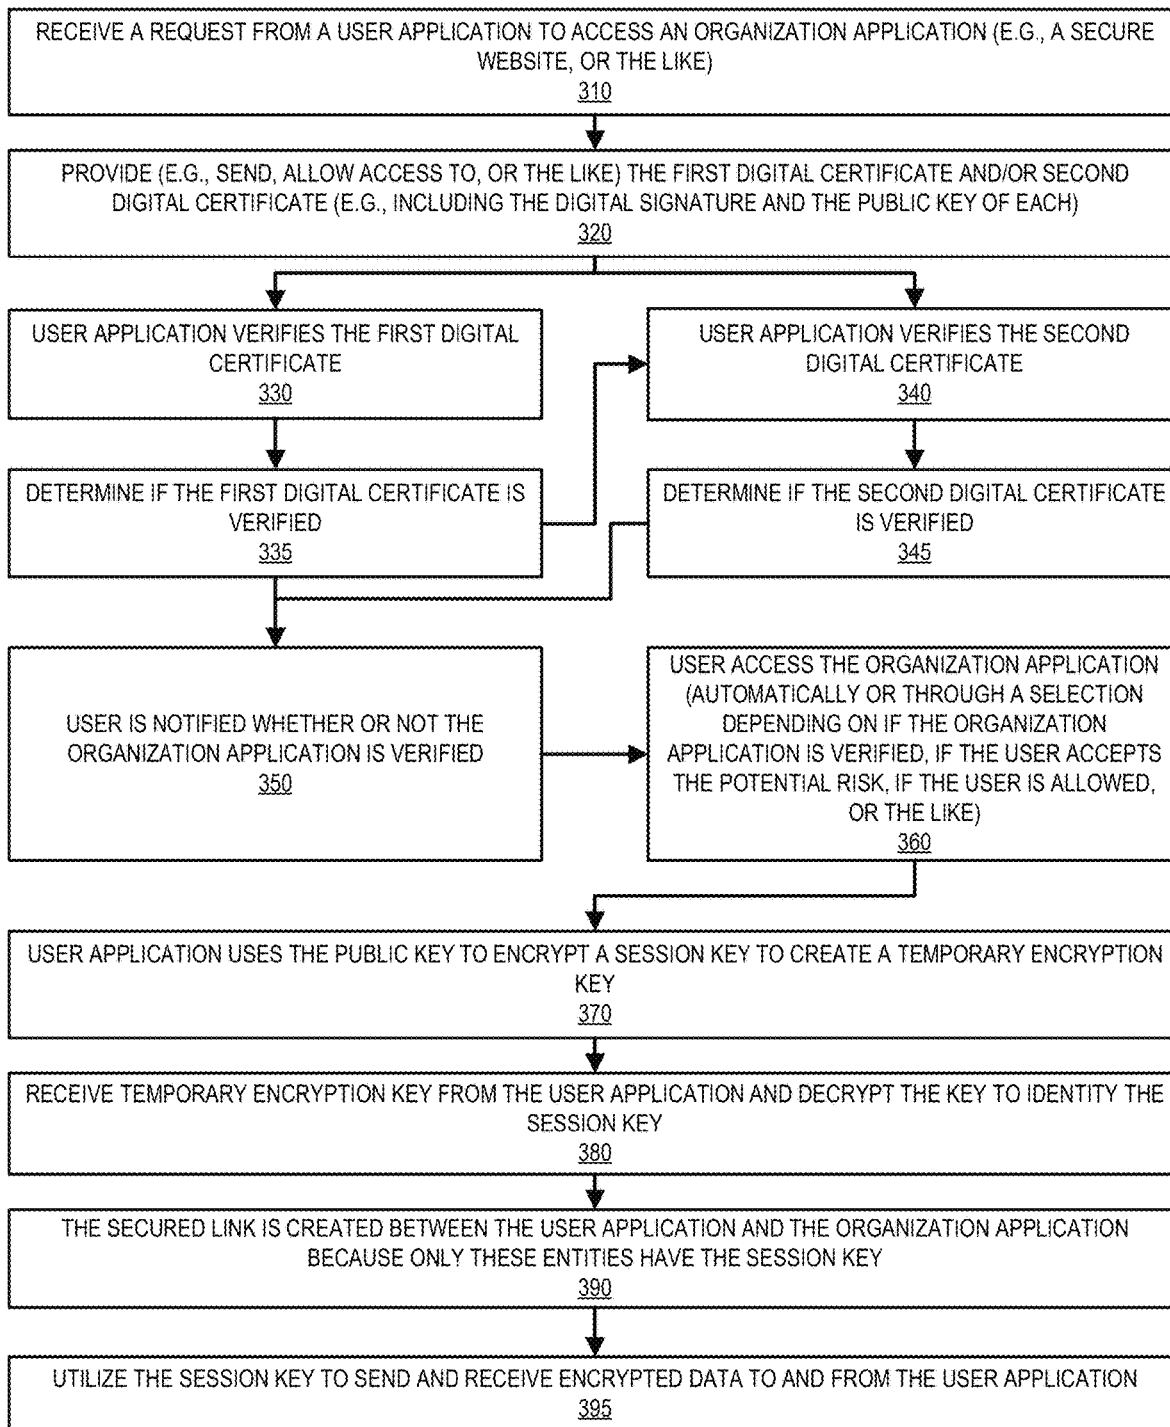 RECEIVE A REQUEST FROM A USER APPLICATION TO ACCESS AN ORGANIZATION APPLICATION (E.G., A SECURE
WEBSITE, OR THE LIKE)
310
PROVIDE (E.G., SEND, ALLOW ACCESS TO, OR THE LIKE) THE FIRST DIGITAL CERTIFICATE AND/OR SECOND
DIGITAL CERTIFICATE (E.G., INCLUDING THE DIGITAL SIGNATURE AND THE PUBLIC KEY OF EACH)
320
USER APPLICATION VERIFIES THE FIRST DIGITAL
CERTIFICATE
330
USER APPLICATION VERIFIES THE SECOND
DIGITAL CERTIFICATE
340
DETERMINE IF THE FIRST DIGITAL CERTIFICATE IS
VERIFIED
335
DETERMINE IF THE SECOND DIGITAL CERTIFICATE
IS VERIFIED
345
USER IS NOTIFIED WHETHER OR NOT THE
ORGANIZATION APPLICATION IS VERIFIED
350
USER ACCESS THE ORGANIZATION APPLICATION
(AUTOMATICALLY OR THROUGH A SELECTION
DEPENDING ON IF THE ORGANIZATION
APPLICATION IS VERIFIED, IF THE USER ACCEPTS
THE POTENTIAL RISK, IF THE USER IS ALLOWED,
OR THE LIKE)
360
USER APPLICATION USES THE PUBLIC KEY TO ENCRYPT A SESSION KEY TO CREATE A TEMPORARY ENCRYPTION
KEY
370
RECEIVE TEMPORARY ENCRYPTION KEY FROM THE USER APPLICATION AND DECRYPT THE KEY TO IDENTITY THE
SESSION KEY
380
THE SECURED LINK IS CREATED BETWEEN THE USER APPLICATION AND THE ORGANIZATION APPLICATION
BECAUSE ONLY THESE ENTITIES HAVE THE SESSION KEY
390
UTILIZE THE SESSION KEY TO SEND AND RECEIVE ENCRYPTED DATA TO AND FROM THE USER APPLICATION
395